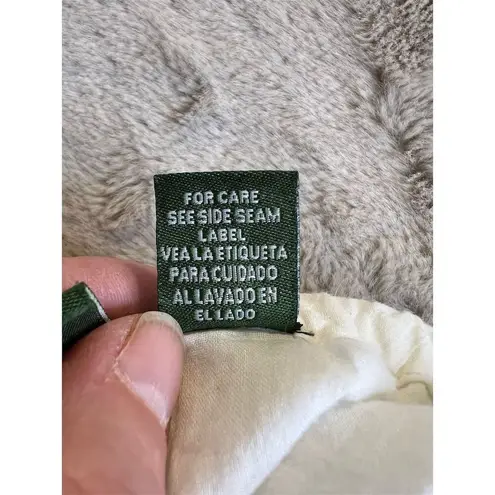 FOR CARE
SEE SIDE SEAM
LABEL
VEA LA ETIQUETA
PARA CUIDADO
AL LAVADO EN
EL LADO